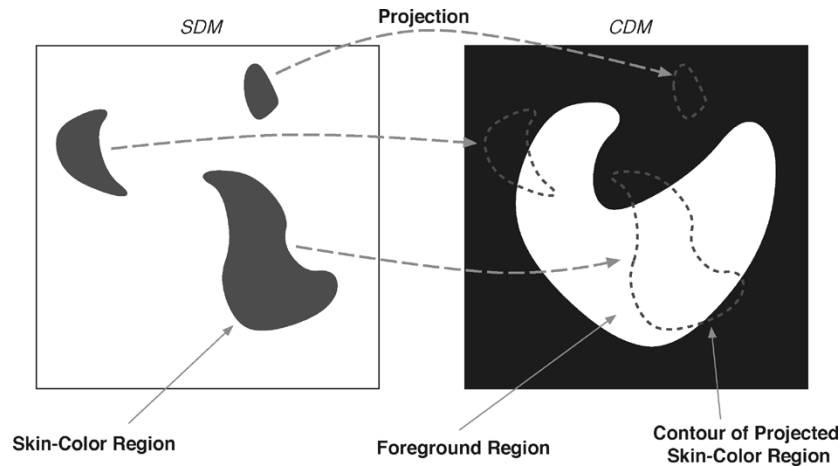 Projection
SDM
CDM
Skin-Color Region
Foreground Region
Contour of Projected
Skin-Color Region